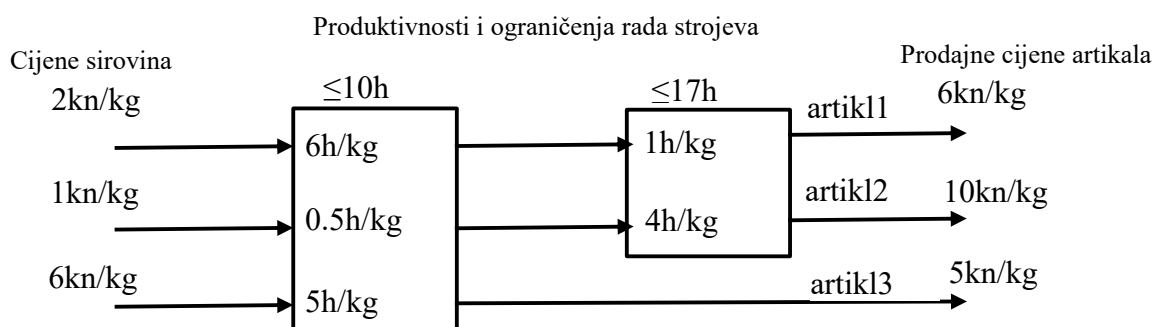 Produktivnosti i ograničenja rada strojeva
Cijene sirovina
Prodajne cijene artikala
2kn/kg
≤10h
≤17h
artikl1
6kn/kg
6h/kg
1h/kg
1kn/kg
artikl2
10kn/kg
0.5h/kg
4h/kg
6kn/kg
artikl3
5kn/kg
5h/kg